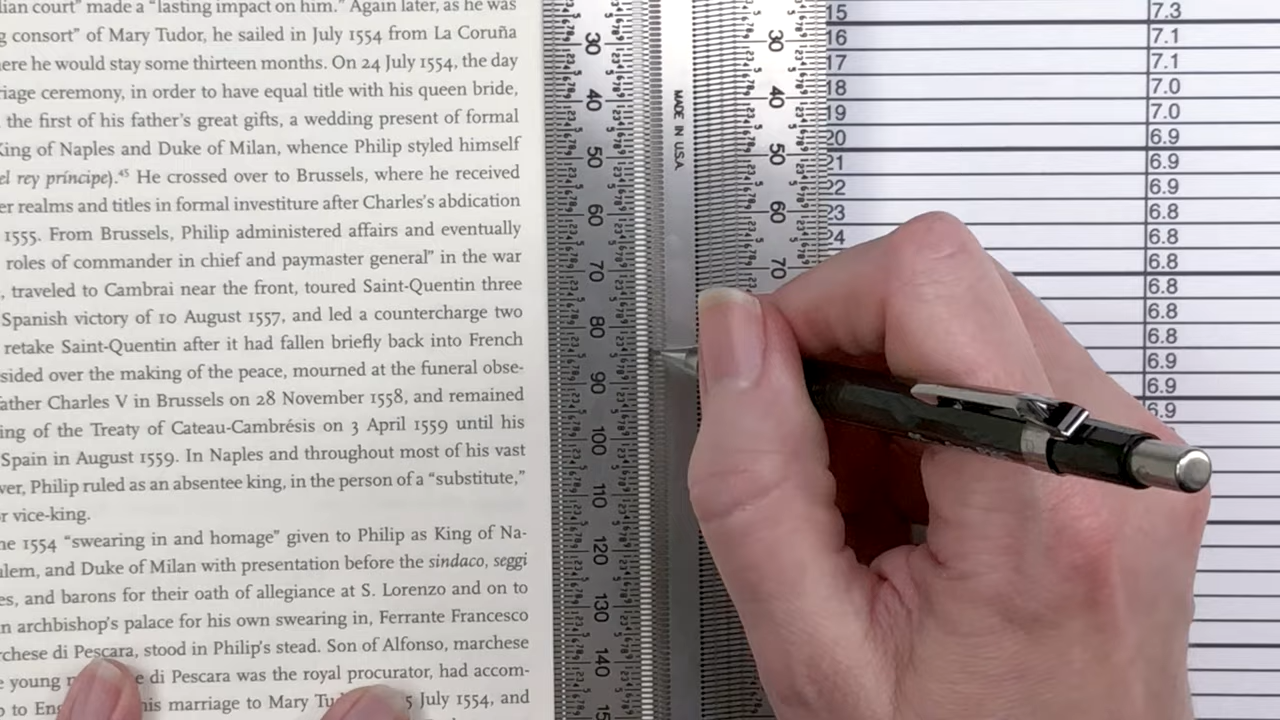 lian court” made a “lasting impact on him.” Again later, as he was
g consort” of Mary Tudor, he sailed in July 1554 from La Coruña
ere he would stay some thirteen months. On 24 July 1554, the day
riage ceremony, in order to have equal title with his queen bride,
the first of his father’s great gifts, a wedding present of formal
King of Naples and Duke of Milan, whence Philip styled himself
el rey príncipe).⁴⁵ He crossed over to Brussels, where he received
er realms and titles in formal investiture after Charles’s abdication
1555. From Brussels, Philip administered affairs and eventually
roles of commander in chief and paymaster general” in the war
, traveled to Cambrai near the front, toured Saint-Quentin three
Spanish victory of 10 August 1557, and led a countercharge two
retake Saint-Quentin after it had fallen briefly back into French
sided over the making of the peace, mourned at the funeral obse-
ather Charles V in Brussels on 28 November 1558, and remained
ing of the Treaty of Cateau-Cambrésis on 3 April 1559 until his
Spain in August 1559. In Naples and throughout most of his vast
ver, Philip ruled as an absentee king, in the person of a “substitute,”
r vice-king.
he 1554 “swearing in and homage” given to Philip as King of Na-
alem, and Duke of Milan with presentation before the sindaco, seggi
es, and barons for their oath of allegiance at S. Lorenzo and on to
n archbishop’s palace for his own swearing in, Ferrante Francesco
rchese di Pescara, stood in Philip’s stead. Son of Alfonso, marchese
e young e di Pescara was the royal procurator, had accom-
to his marriage to Mary 5 July 1554, and
30
40
50
60
70
80
90
100
110
120
130
140
15
MADE IN U.S.A.
30
40
50
60
70
15 7.3
16 7.1
17 7.1
18 7.0
19 7.0
20 6.9
21 6.9
22 6.9
23 6.8
24 6.8
6.8
6.8
6.8
6.9
6.9
6.9